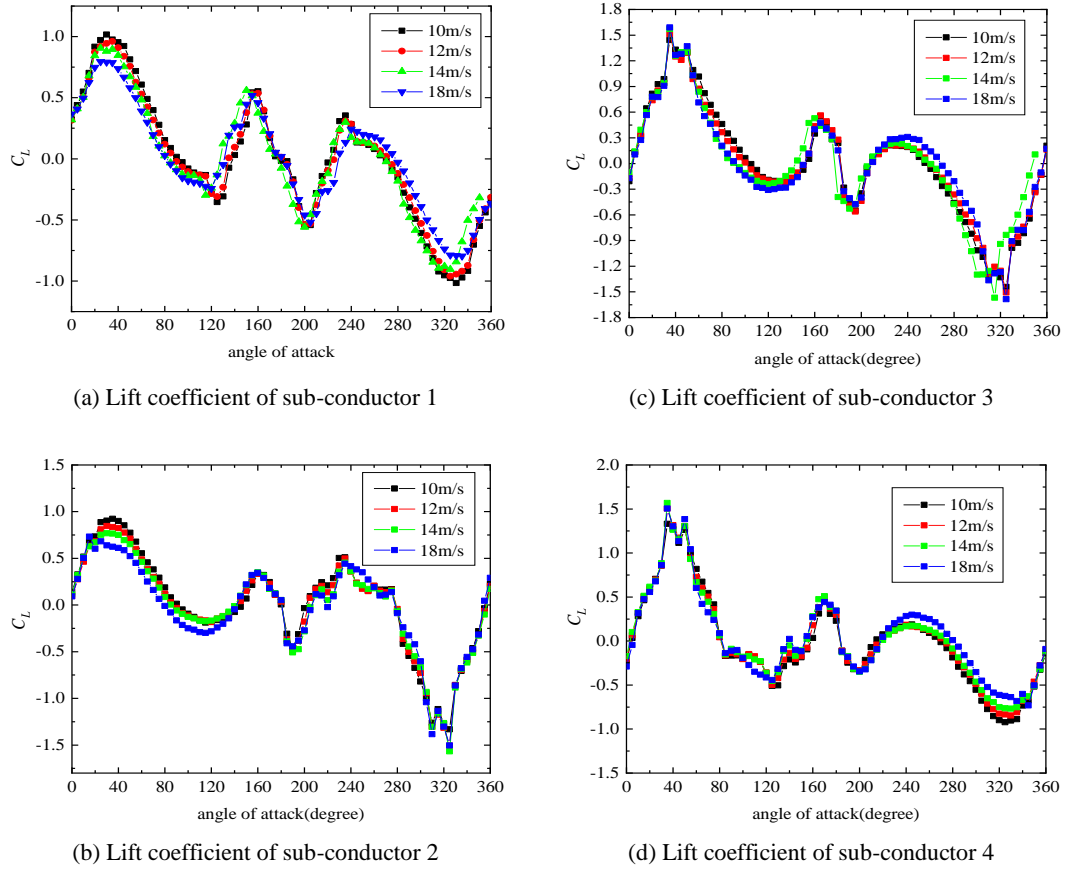 10m/s
12m/s
14m/s
18m/s
1.0
0.5
0.0
-0.5
-1.0
C_L
0 40 80 120 160 200 240 280 320 360
angle of attack
(a) Lift coefficient of sub-conductor 1
10m/s
12m/s
14m/s
18m/s
1.8
1.5
1.2
0.9
0.6
0.3
0.0
-0.3
-0.6
-0.9
-1.2
-1.5
-1.8
C_L
0 40 80 120 160 200 240 280 320 360
angle of attack(degree)
(c) Lift coefficient of sub-conductor 3
10m/s
12m/s
14m/s
18m/s
1.5
1.0
0.5
0.0
-0.5
-1.0
-1.5
C_L
0 40 80 120 160 200 240 280 320 360
angle of attack(degree)
(b) Lift coefficient of sub-conductor 2
10m/s
12m/s
14m/s
18m/s
2.0
1.5
1.0
0.5
0.0
-0.5
-1.0
-1.5
C_L
0 40 80 120 160 200 240 280 320 360
angle of attack(degree)
(d) Lift coefficient of sub-conductor 4